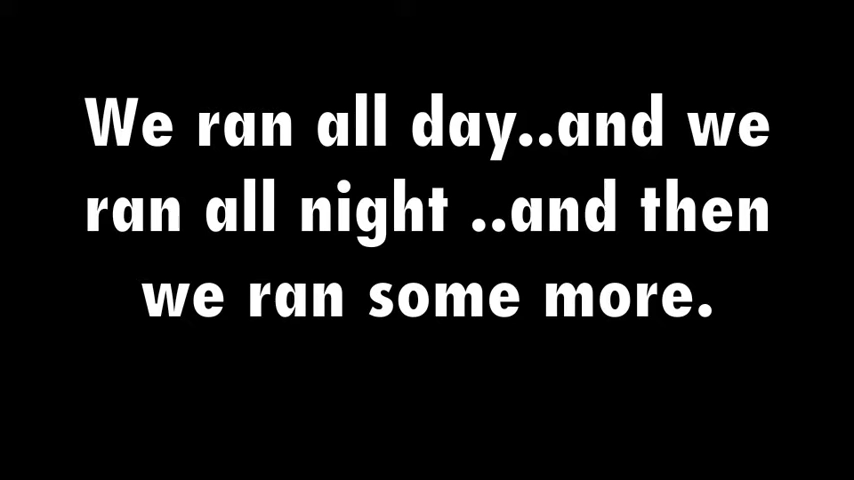 We ran all day..and we
ran all night ..and then
we ran some more.